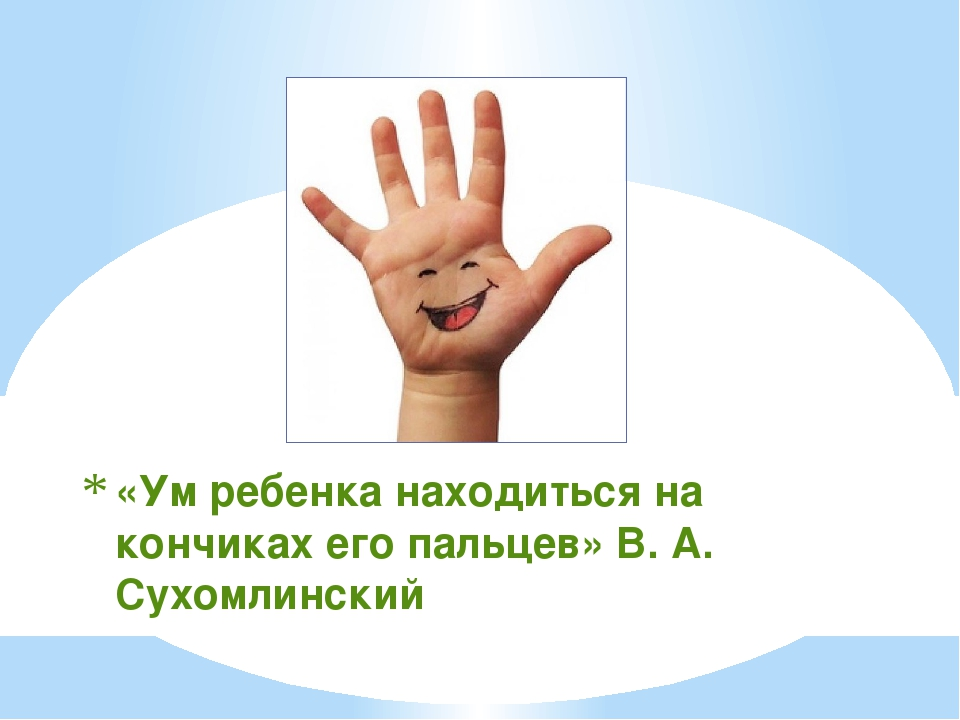 * «Ум ребенка находиться на
кончиках его пальцев» В. А.
Сухомлинский